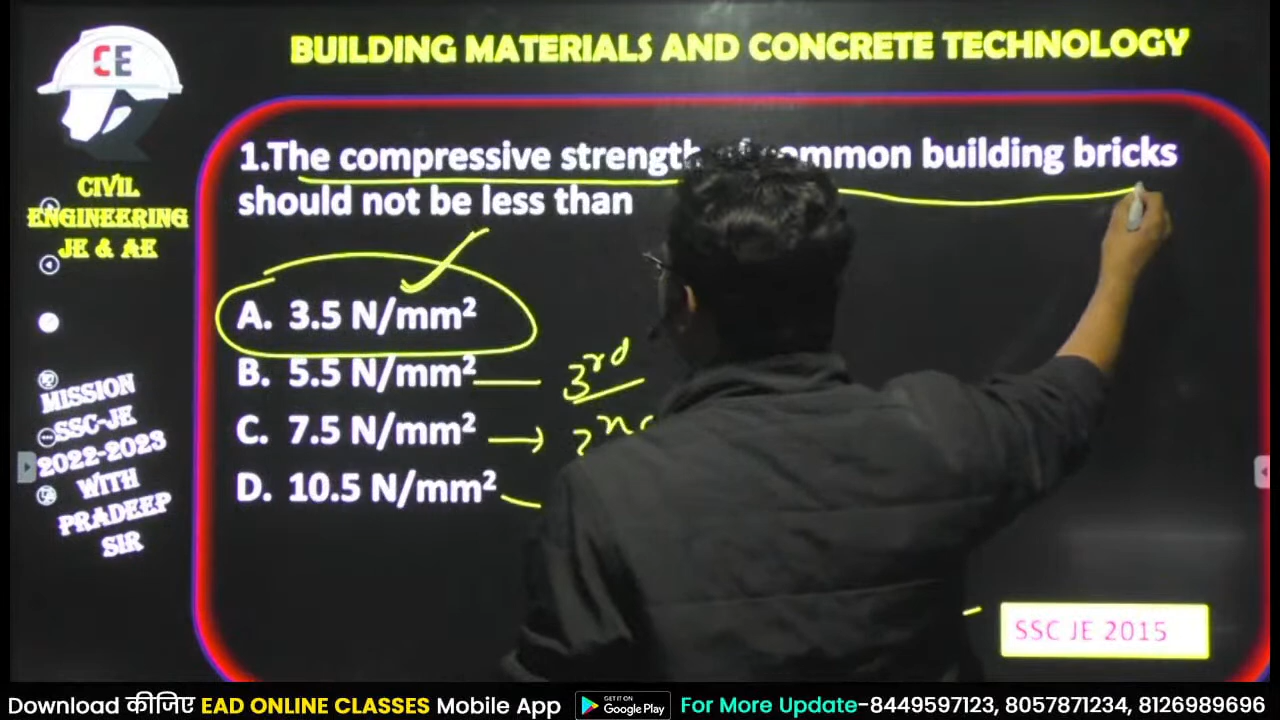 CE
BUILDING MATERIALS AND CONCRETE TECHNOLOGY
CIVIL
ENGINEERING
JE & AE
1.The compressive strength common building bricks
should not be less than
A. 3.5 N/mm²
B. 5.5 N/mm² 3rd
C. 7.5 N/mm²
D. 10.5 N/mm²
MISSION
SSC-JE
2022-2023
WITH
PRADEEP
SIR
SSC JE 2015
Download कीजिए EAD ONLINE CLASSES Mobile App GET IT ON Google Play For More Update-8449597123, 8057871234, 8126989696